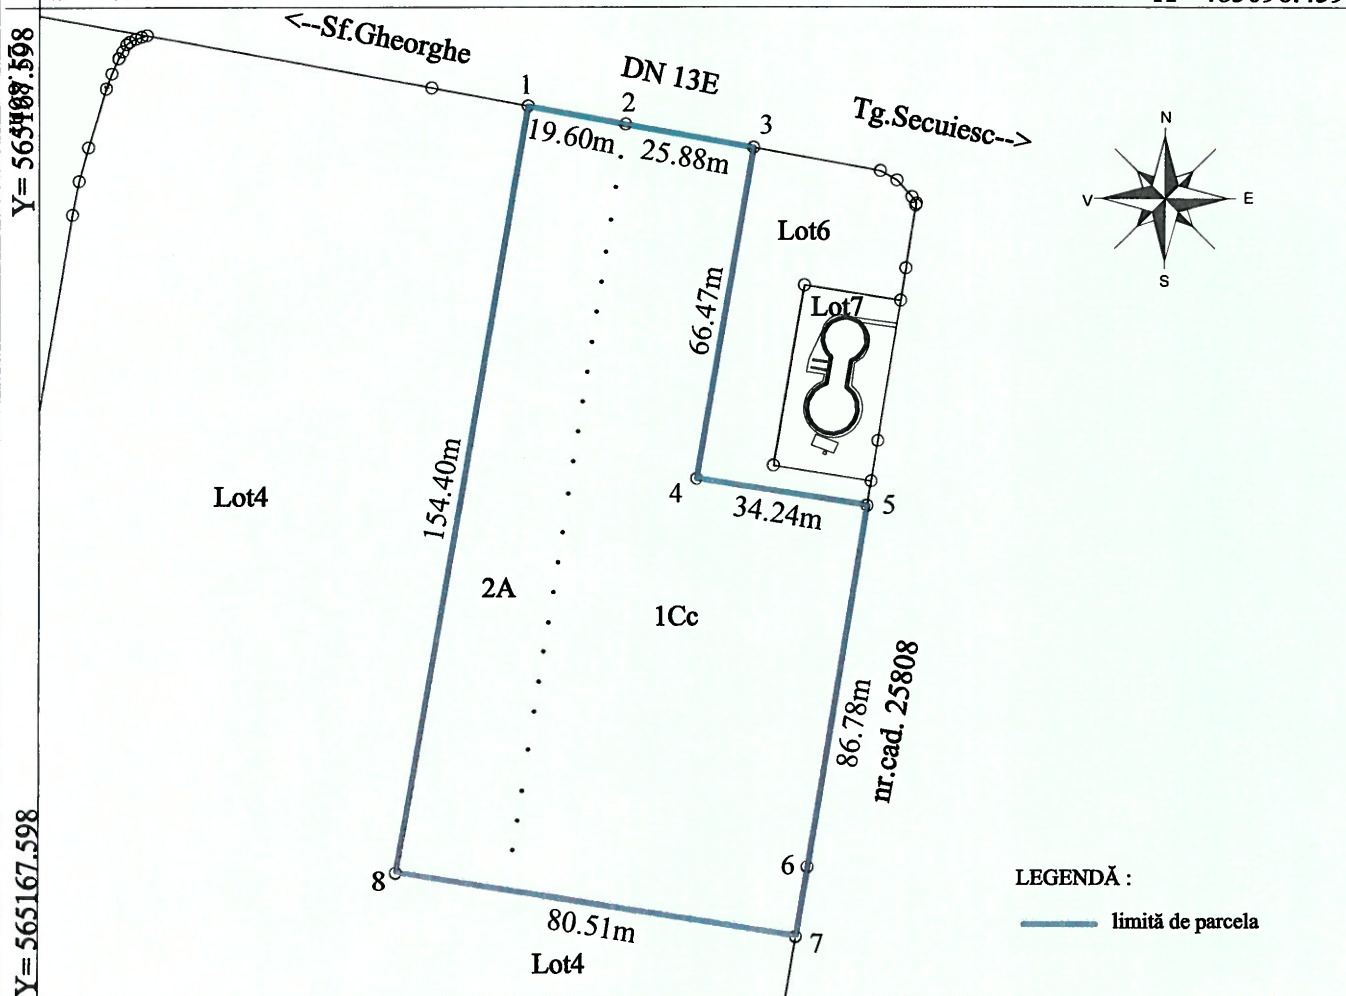 <--Sf.Gheorghe
DN 13E
Tg.Secuiesc-->
1
2
3
19.60m
25.88m
N
V
E
S
Lot6
66.47m
Lot7
154.40m
Lot4
4
34.24m
5
2A
1Cc
86.78m
nr.cad. 25808
6
8
80.51m
7
Lot4
LEGENDĂ :
limită de parcela
Y= 565167.598